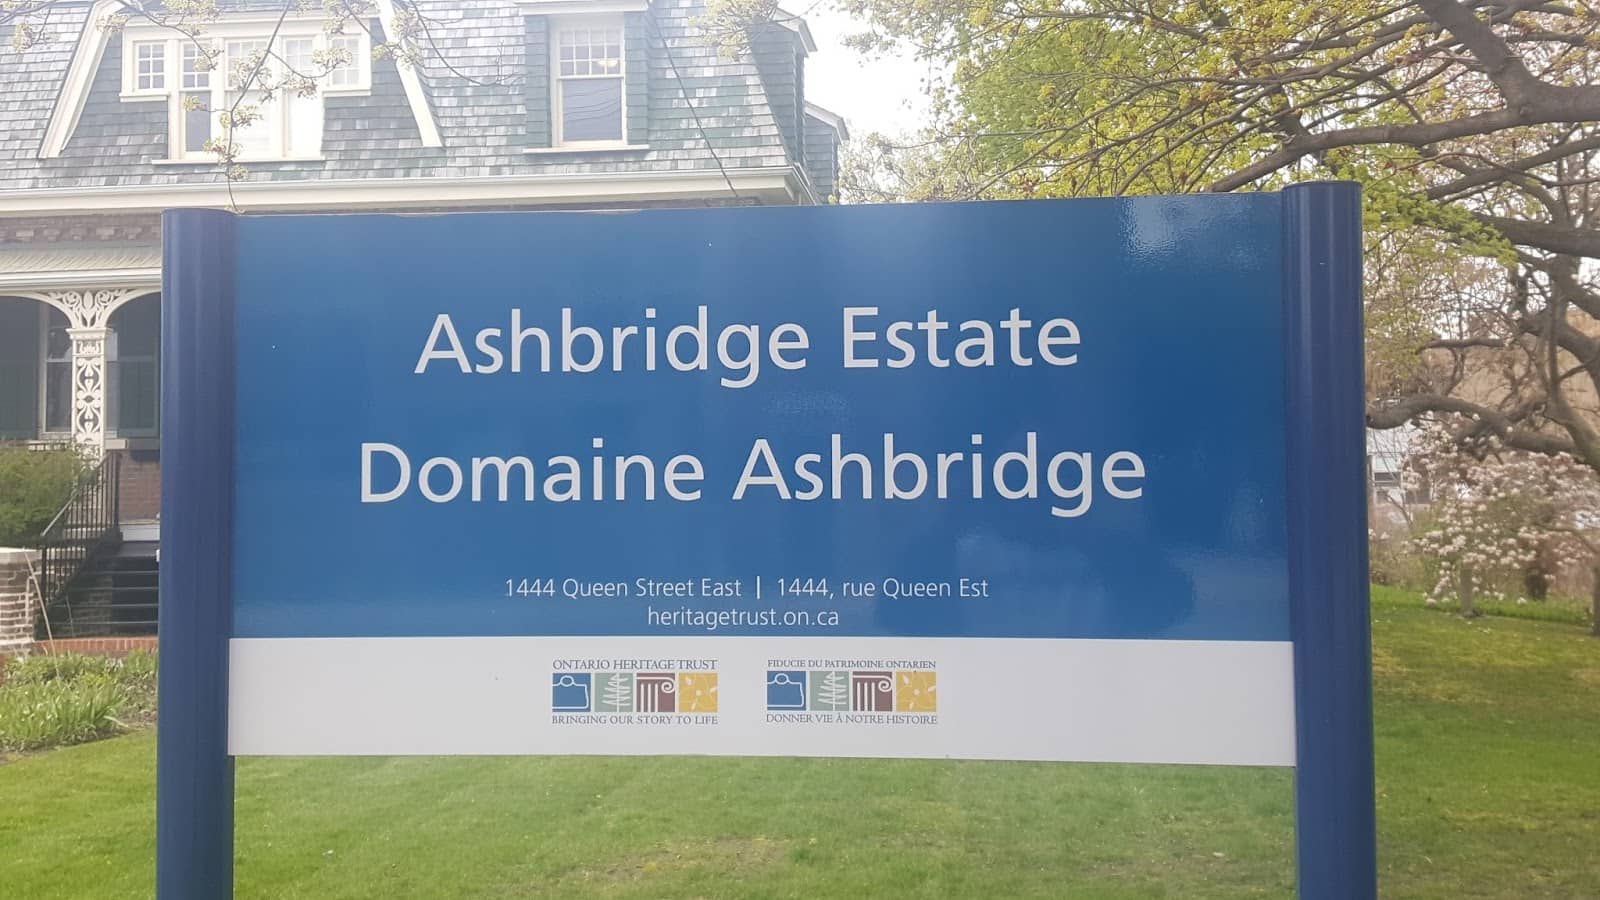 Ashbridge Estate
Domaine Ashbridge
1444 Queen Street East | 1444, rue Queen Est
heritagetrust.on.ca
ONTARIO HERITAGE TRUST
BRINGING OUR STORY TO LIFE
FIDUCIE DU PATRIMOINE ONTARIEN
DONNER VIE À NOTRE HISTOIRE